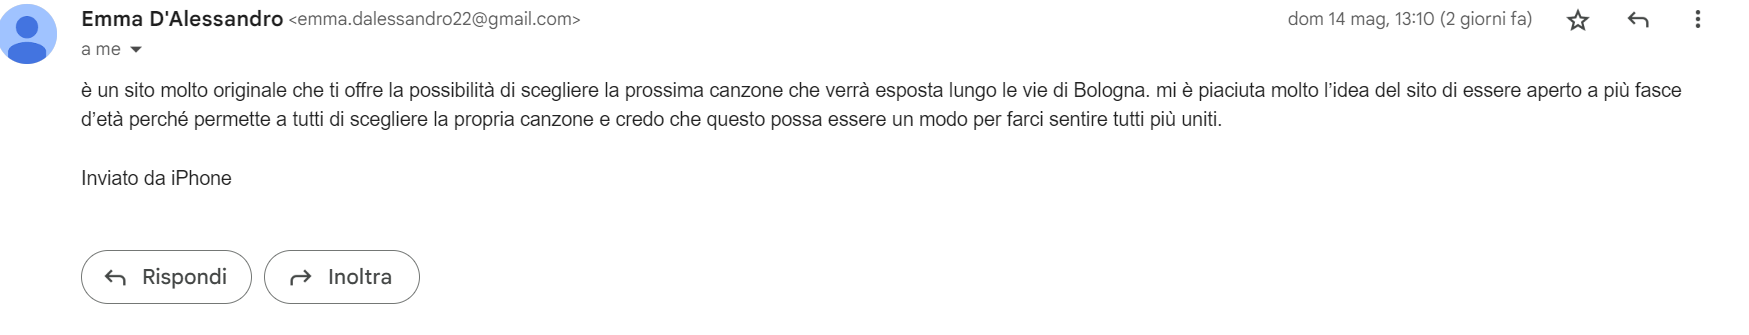 Emma D'Alessandro <emma.dalessandro22@gmail.com>
dom 14 mag, 13:10 (2 giorni fa)
a me
è un sito molto originale che ti offre la possibilità di scegliere la prossima canzone che verrà esposta lungo le vie di Bologna. mi è piaciuta molto l’idea del sito di essere aperto a più fasce
d’età perché permette a tutti di scegliere la propria canzone e credo che questo possa essere un modo per farci sentire tutti più uniti.
Inviato da iPhone
Rispondi
Inoltra